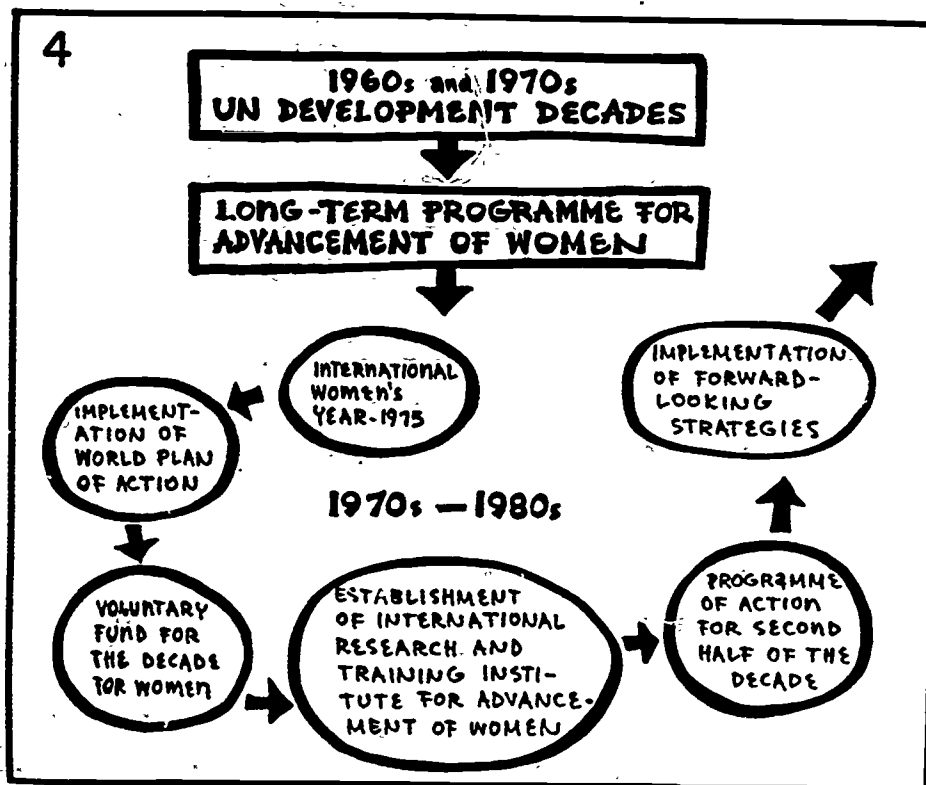 4
1960s and 1970s
UN DEVELOPMENT DECADES
LONG-TERM PROGRAMME FOR
ADVANCEMENT OF WOMEN
INTERNATIONAL
WOMEN'S
YEAR-1975
IMPLEMENT-
ATION OF
WORLD PLAN
OF ACTION
1970s — 1980s
VOLUNTARY
FUND FOR
THE DECADE
FOR WOMEN
ESTABLISHMENT
OF INTERNATIONAL
RESEARCH AND
TRAINING INSTI-
TUTE FOR ADVANCE-
MENT OF WOMEN
PROGRAMME
OF ACTION
FOR SECOND
HALF OF THE
DECADE
IMPLEMENTATION
OF FORWARD-
LOOKING
STRATEGIES